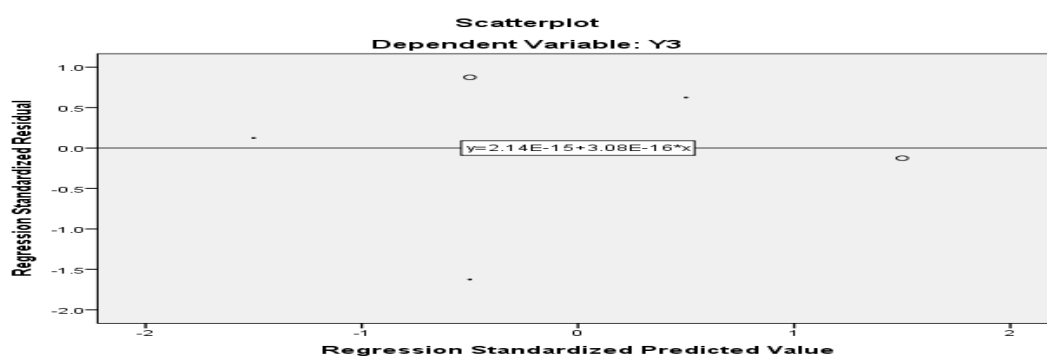 Scatterplot
Dependent Variable: Y3
Regression Standardized Residual
1.0
0.5
0.0
-0.5
-1.0
-1.5
-2.0
y=2.14E-15+3.08E-16*x
-2 -1 0 1 2
Regression Standardized Predicted Value